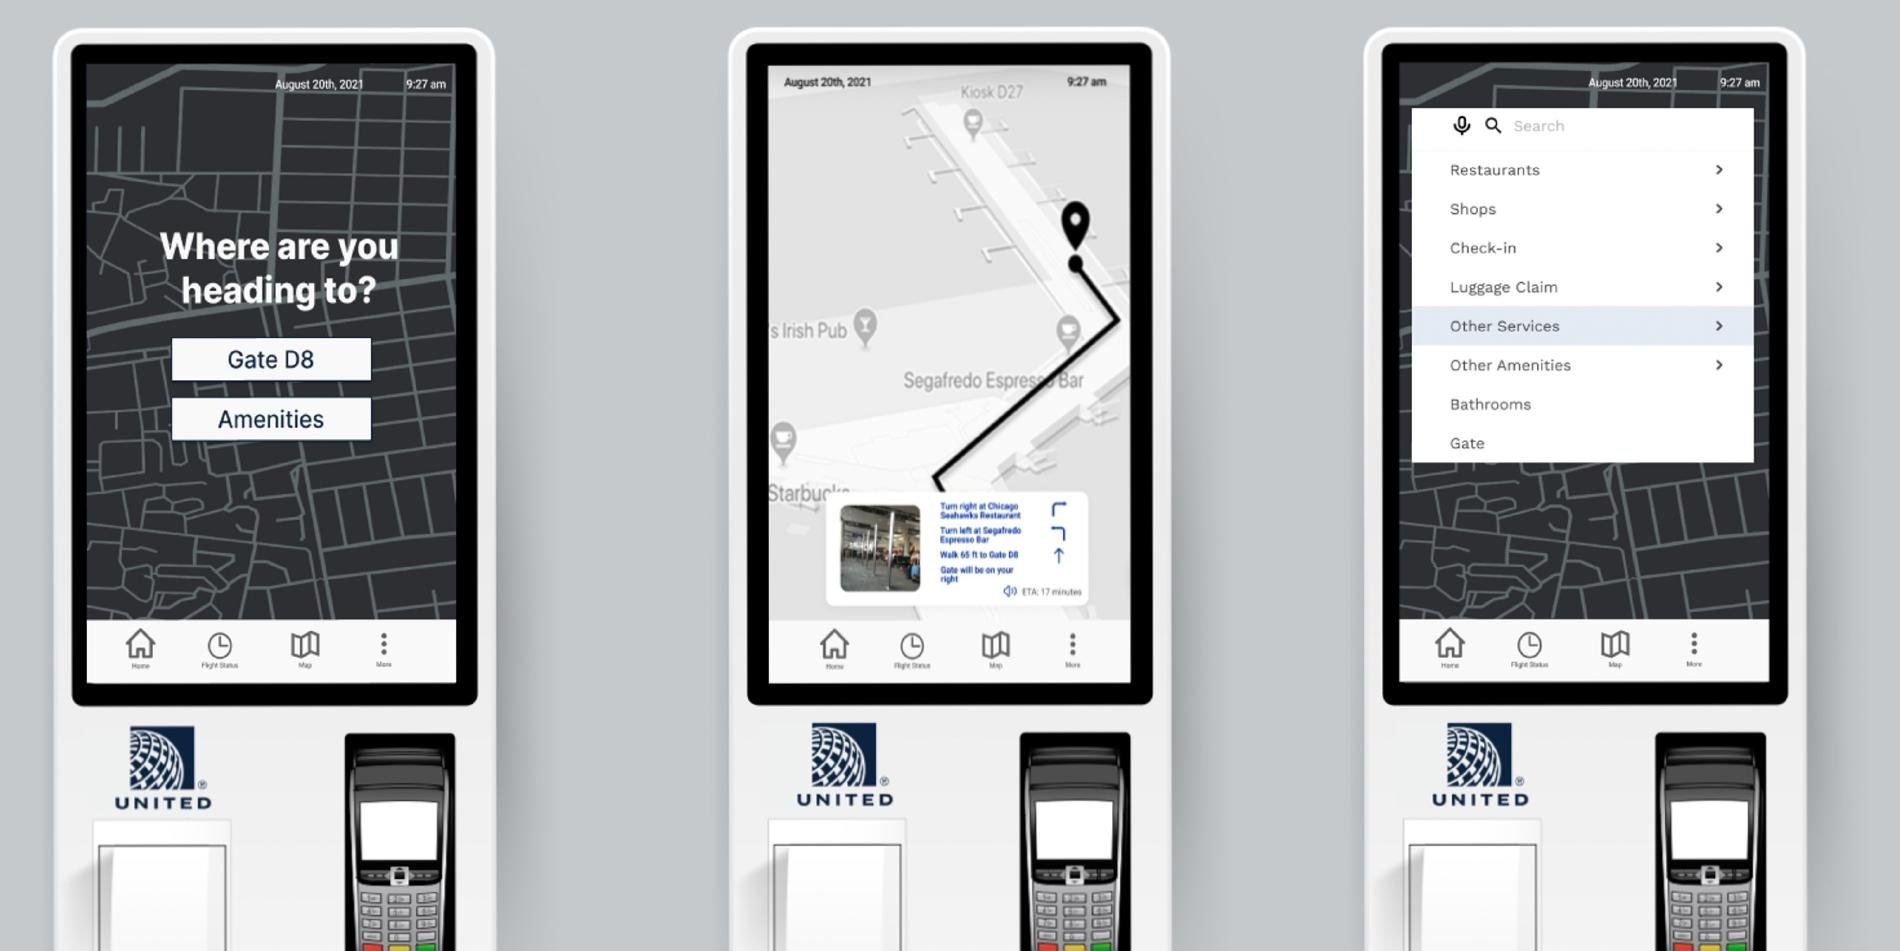 August 20th, 2021 9:27 am
Where are you
heading to?
Gate D8
Amenities
Home Flight Status Map More
UNITED
®
August 20th, 2021 9:27 am
Kiosk D27
's Irish Pub
Segafredo Espresso Bar
Starbucks
Turn right at Chicago
Seahawks Restaurant
Turn left at Segafredo
Espresso Bar
Walk 65 ft to Gate D8
Gate will be on your
right
ETA: 17 minutes
Home Flight Status Map More
UNITED
®
August 20th, 2021 9:27 am
Search
Restaurants
Shops
Check-in
Luggage Claim
Other Services
Other Amenities
Bathrooms
Gate
Home Flight Status Map More
UNITED
®